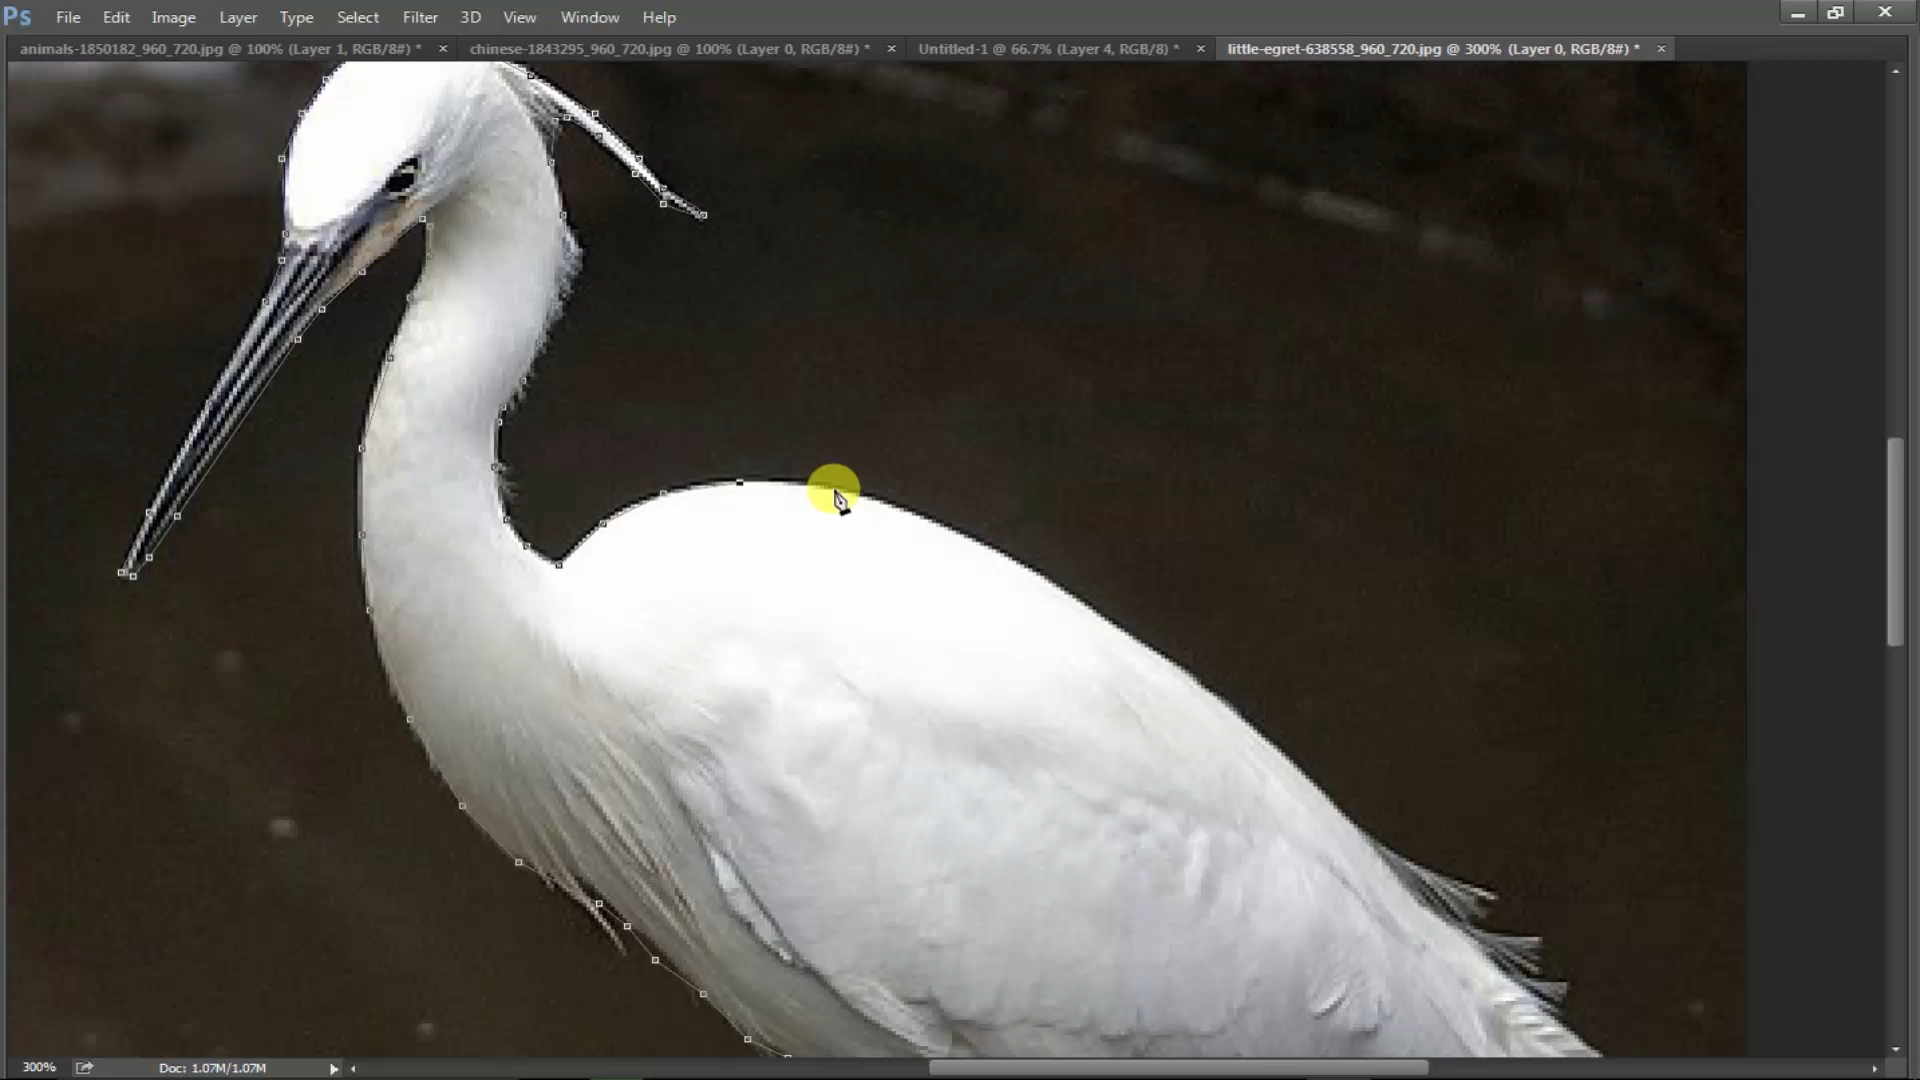 Ps File Edit Image Layer Type Select Filter 3D View Window Help
animals-1850182_960_720.jpg @ 100% (Layer 1, RGB/8#) * × chinese-1843295_960_720.jpg @ 100% (Layer 0, RGB/8#) * × Untitled-1 @ 66.7% (Layer 4, RGB/8) * × little-egret-638558_960_720.jpg @ 300% (Layer 0, RGB/8#) * ×
300% Doc: 1.07M/1.07M